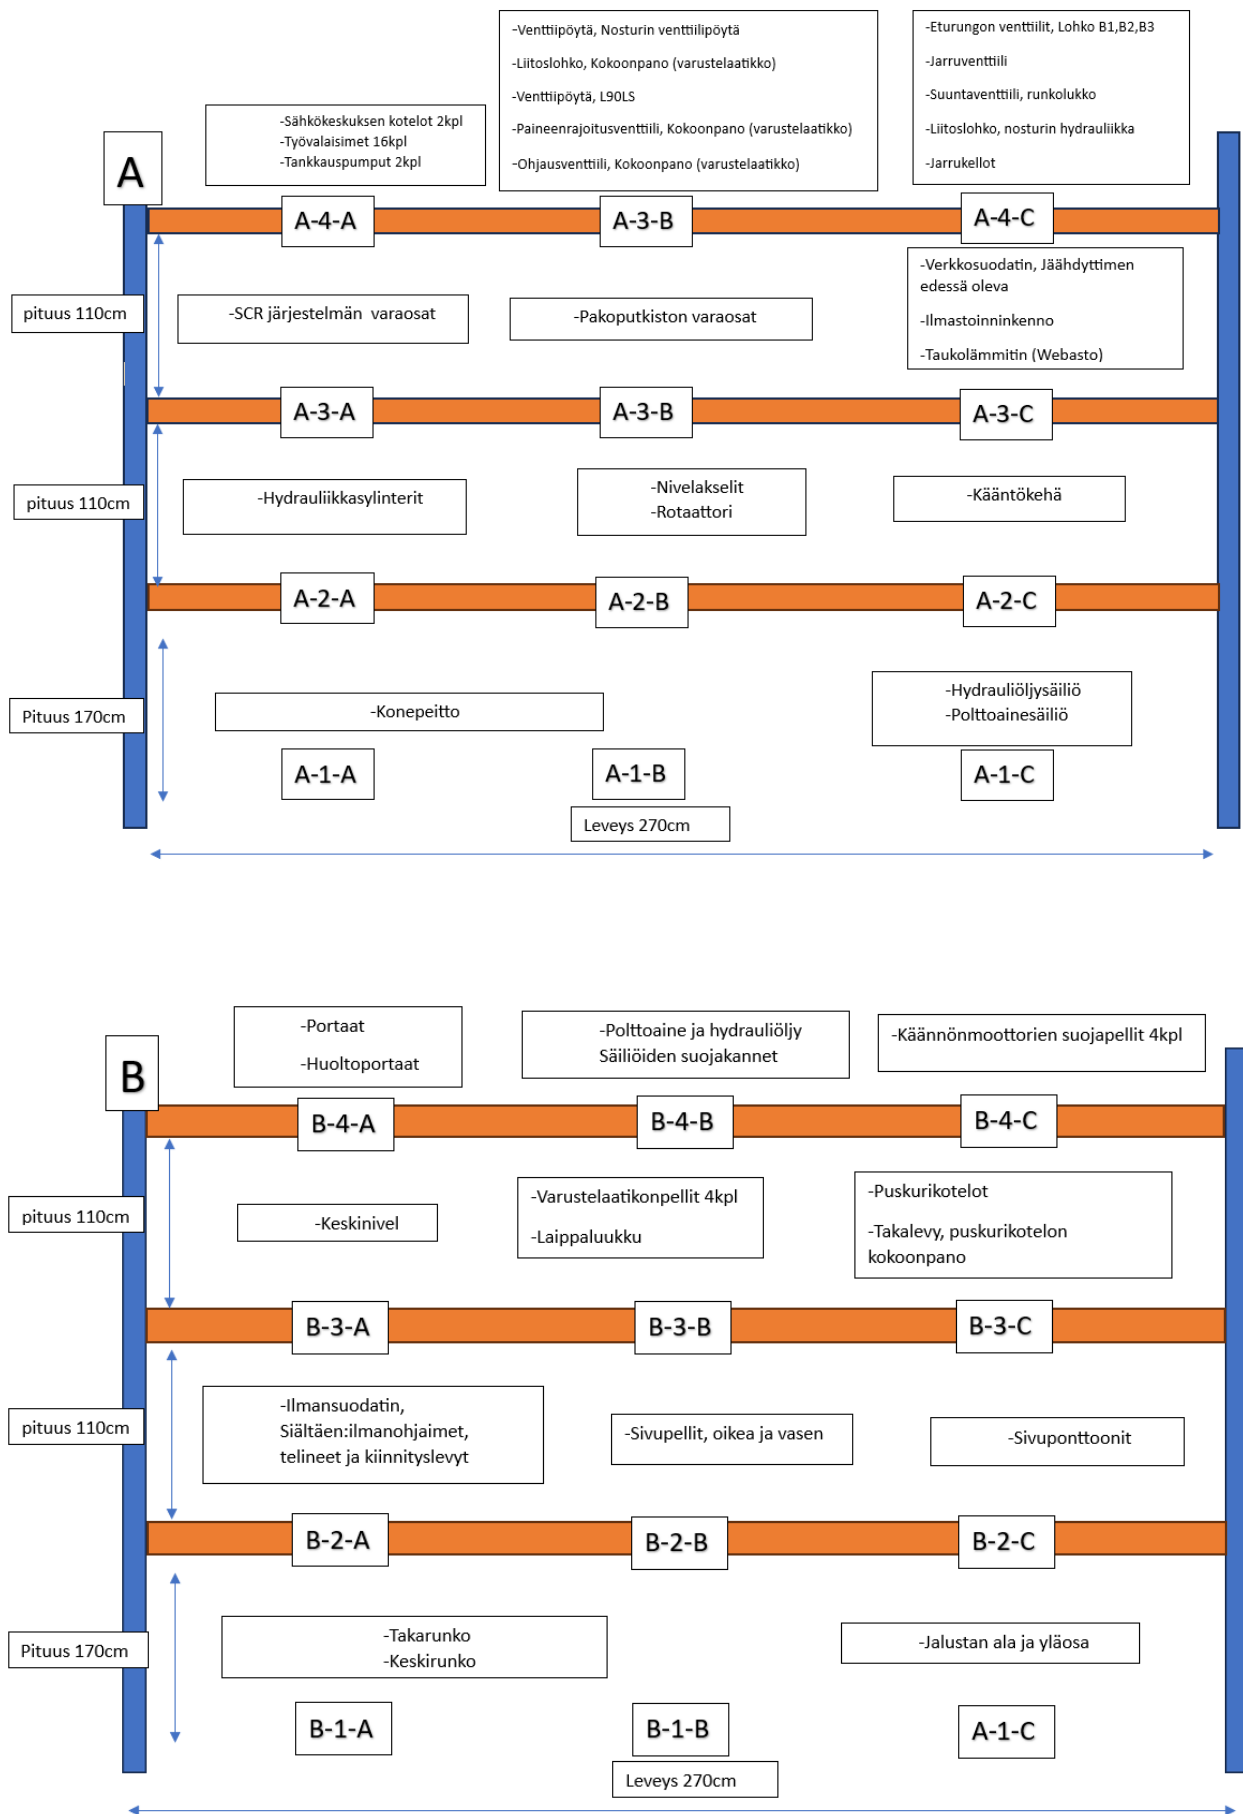 -Venttiipöytä, Nosturin venttiilipöytä
-Liitoslohko, Kokoonpano (varustelaatikko)
-Venttiipöytä, L90LS
-Paineenrajoitusventtiili, Kokoonpano (varustelaatikko)
-Ohjausventtiili, Kokoonpano (varustelaatikko)
-Eturungon venttiilit, Lohko B1,B2,B3
-Jarruventtiili
-Suuntaventtiili, runkolukko
-Liitoslohko, nosturin hydrauliikka
-Jarrukellot
-Sähkökeskuksen kotelot 2kpl
-Työvalaisimet 16kpl
-Tankkauspumput 2kpl
A
A-4-A
A-3-B
A-4-C
pituus 110cm
-SCR järjestelmän  varaosat
-Pakoputkiston varaosat
-Verkkosuodatin, Jäähdyttimen
edessä oleva
-Ilmastoinninkenno
-Taukolämmitin (Webasto)
A-3-A
A-3-B
A-3-C
pituus 110cm
-Hydrauliikkasylinterit
-Nivelakselit
-Rotaattori
-Kääntökehä
A-2-A
A-2-B
A-2-C
Pituus 170cm
-Konepeitto
-Hydrauliöljysäiliö
-Polttoainesäiliö
A-1-A
A-1-B
A-1-C
Leveys 270cm
B
-Portaat
-Huoltoportaat
-Polttoaine ja hydrauliöljy
Säiliöiden suojakannet
-Käännönmoottorien suojapellit 4kpl
B-4-A
B-4-B
B-4-C
pituus 110cm
-Keskinivel
-Varustelaatikonpellit 4kpl
-Laippaluukku
-Puskurikotelot
-Takalevy, puskurikotelon
kokoonpano
B-3-A
B-3-B
B-3-C
pituus 110cm
-Ilmansuodatin,
Siältäen:ilmanohjaimet,
telineet ja kiinnityslevyt
-Sivupellit, oikea ja vasen
-Sivuponttoonit
B-2-A
B-2-B
B-2-C
Pituus 170cm
-Takarunko
-Keskirunko
-Jalustan ala ja yläosa
B-1-A
B-1-B
A-1-C
Leveys 270cm